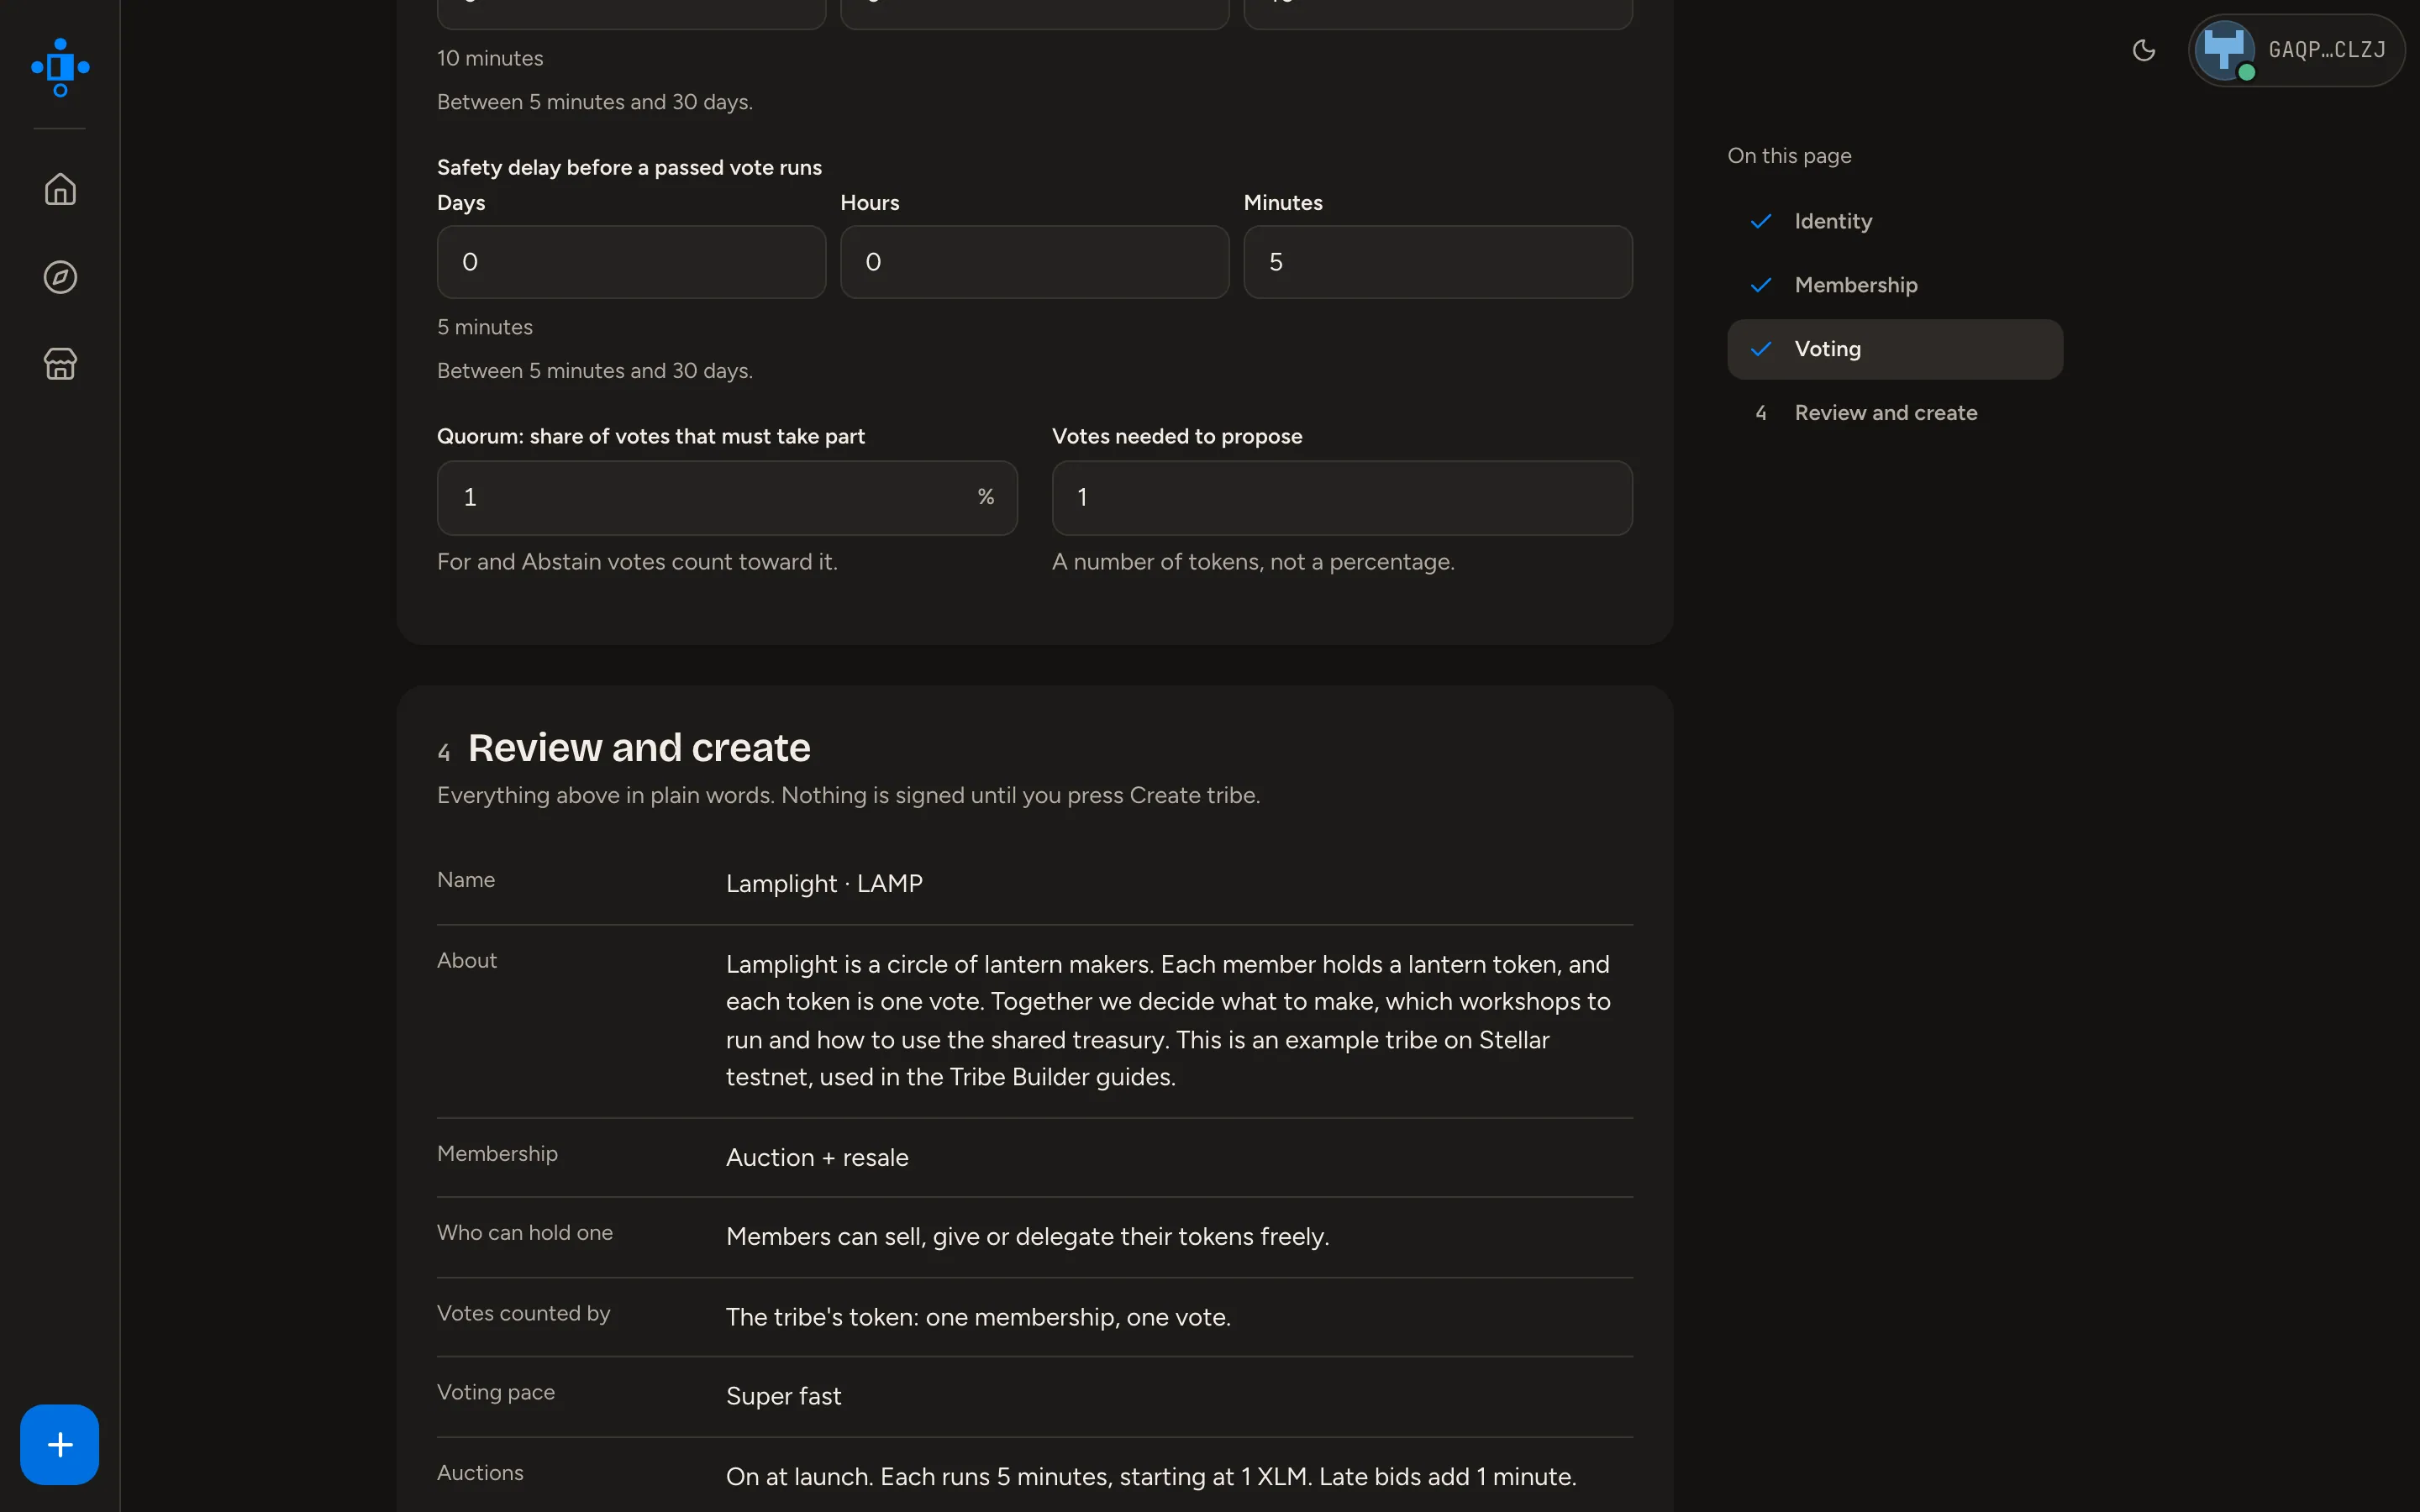 GAQP…CLZJ
10 minutes
Between 5 minutes and 30 days.
Safety delay before a passed vote runs
Days
Hours
Minutes
0
0
5
5 minutes
Between 5 minutes and 30 days.
Quorum: share of votes that must take part
Votes needed to propose
1
%
1
For and Abstain votes count toward it.
A number of tokens, not a percentage.
4 Review and create
Everything above in plain words. Nothing is signed until you press Create tribe.
Name
Lamplight · LAMP
About
Lamplight is a circle of lantern makers. Each member holds a lantern token, and
each token is one vote. Together we decide what to make, which workshops to
run and how to use the shared treasury. This is an example tribe on Stellar
testnet, used in the Tribe Builder guides.
Membership
Auction + resale
Who can hold one
Members can sell, give or delegate their tokens freely.
Votes counted by
The tribe's token: one membership, one vote.
Voting pace
Super fast
Auctions
On at launch. Each runs 5 minutes, starting at 1 XLM. Late bids add 1 minute.
On this page
Identity
Membership
Voting
4 Review and create